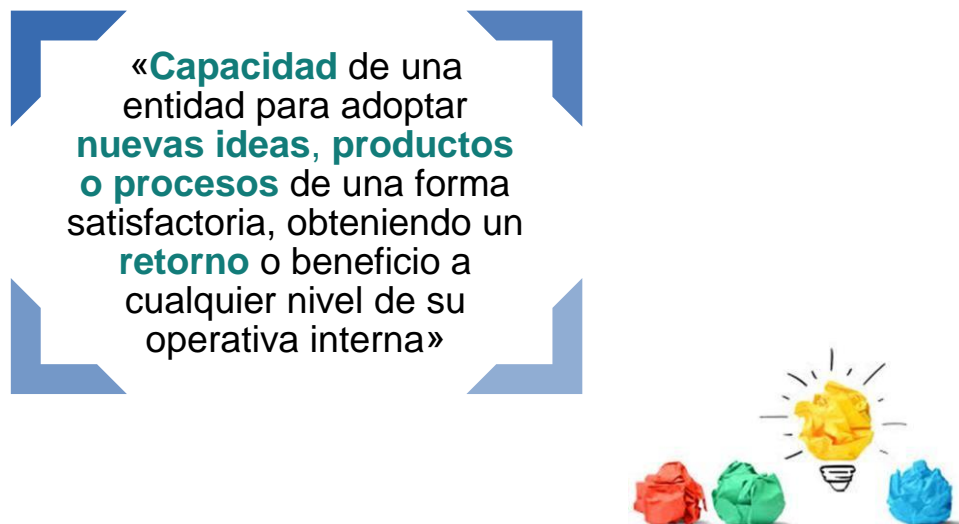 «Capacidad de una
entidad para adoptar
nuevas ideas, productos
o procesos de una forma
satisfactoria, obteniendo un
retorno o beneficio a
cualquier nivel de su
operativa interna»